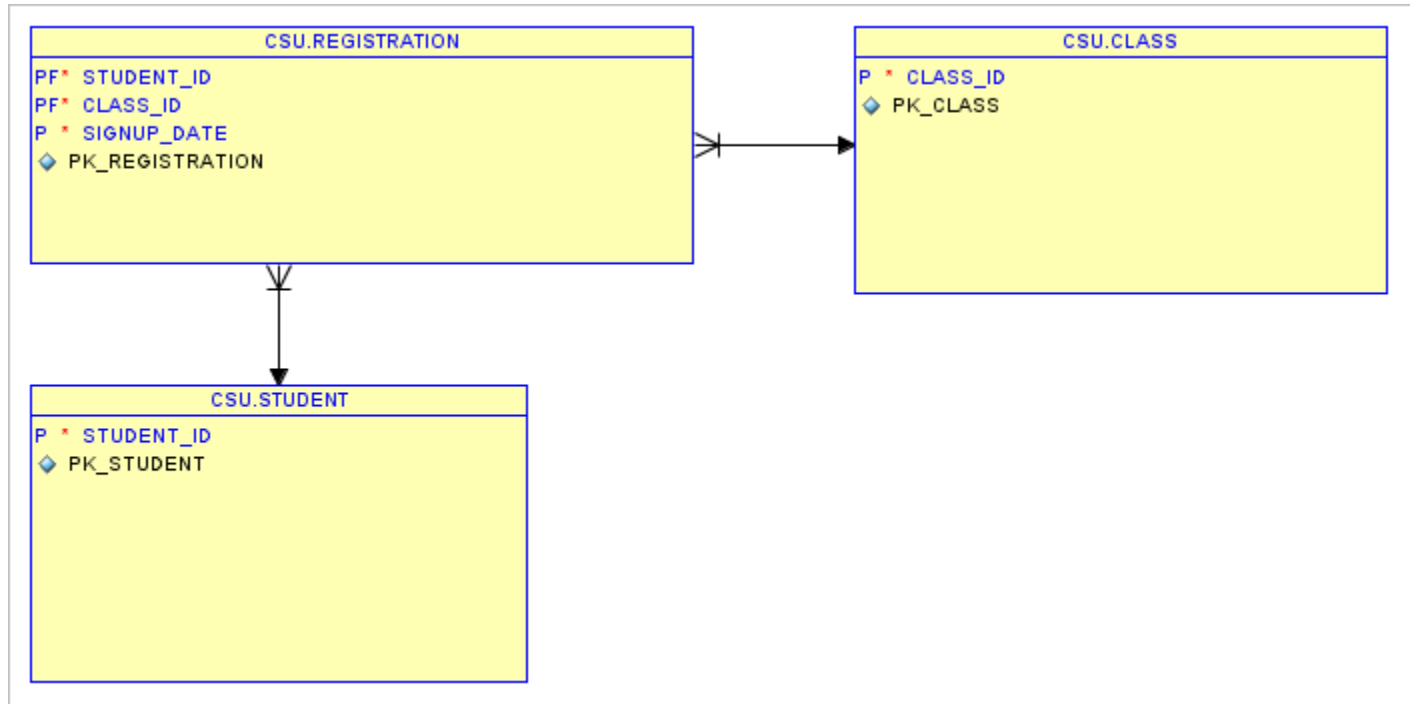 CSU.REGISTRATION
PF* STUDENT_ID
PF* CLASS_ID
P * SIGNUP_DATE
PK_REGISTRATION
CSU.CLASS
P * CLASS_ID
PK_CLASS
CSU.STUDENT
P * STUDENT_ID
PK_STUDENT